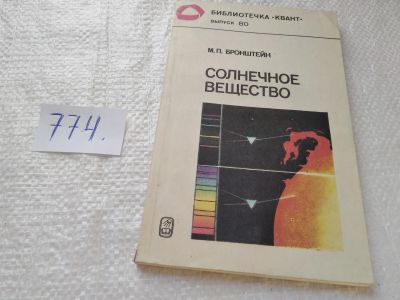 БИБЛИОТЕЧКА «КВАНТ»
ВЫПУСК 80
М. П. БРОНШТЕЙН
СОЛНЕЧНОЕ
ВЕЩЕСТВО
774.